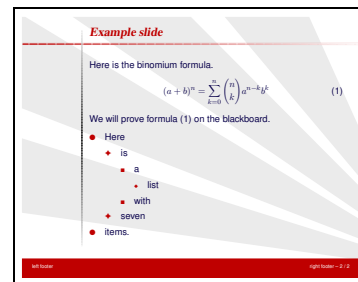 Example slide
Here is the binomium formula.
(a + b)^n = \sum_{k=0}^{n} \binom{n}{k} a^{n-k} b^k (1)
We will prove formula (1) on the blackboard.
● Here
✦ is
■ a
• list
■ with
✦ seven
● items.
left footer right footer – 2 / 2